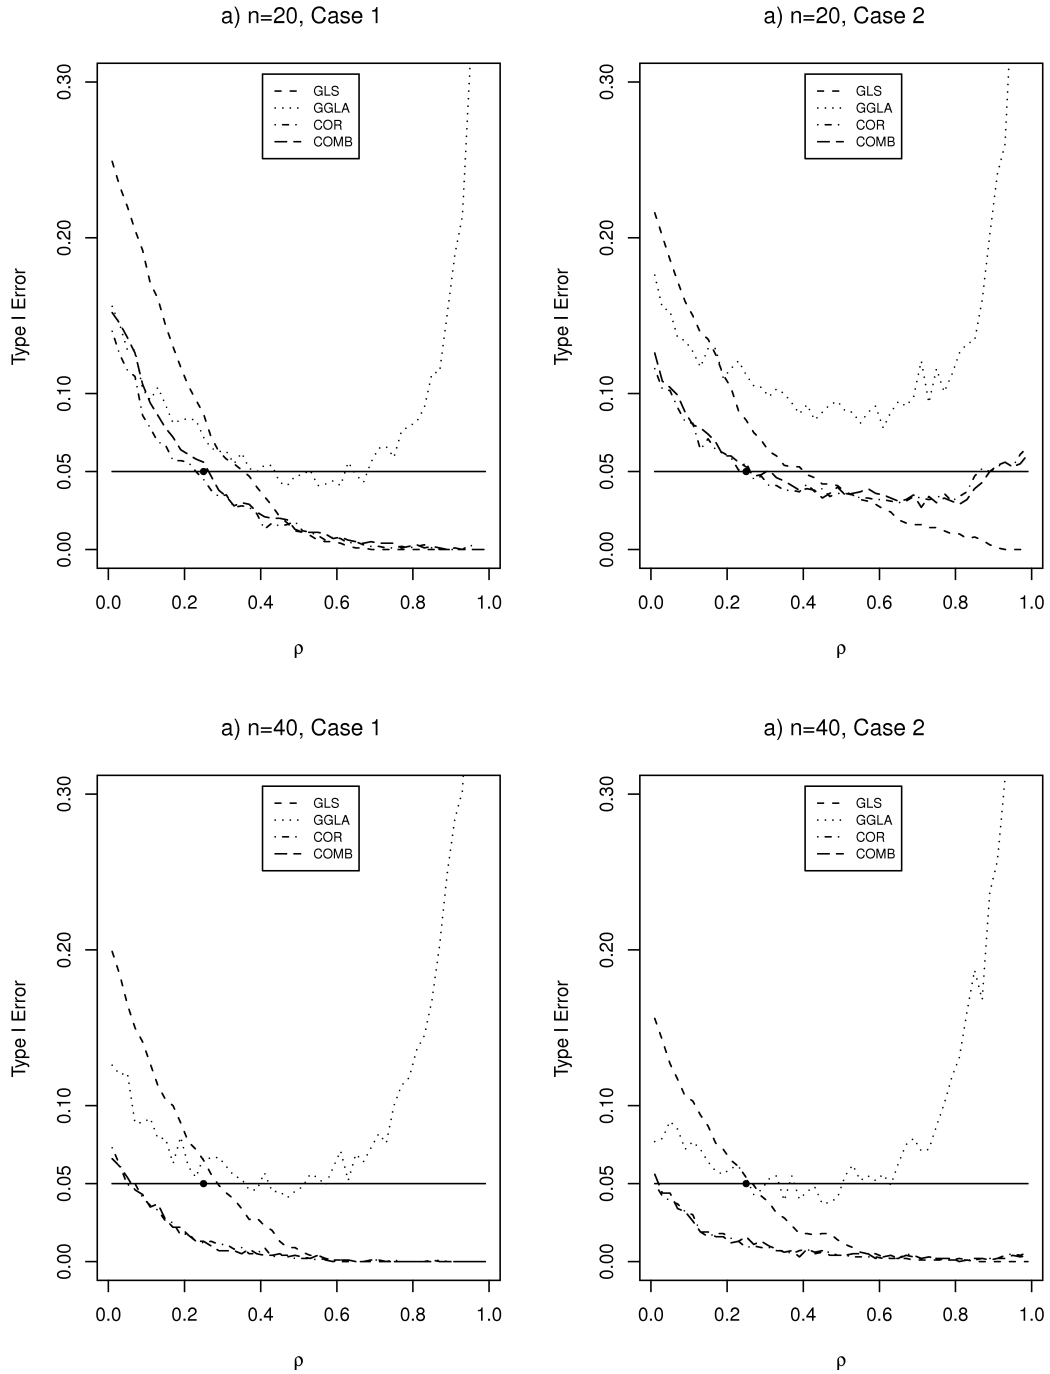 a) n=20, Case 1
Type I Error
0.30
0.20
0.10
0.05
0.00
GLS
GGLA
COR
COMB
0.0 0.2 0.4 0.6 0.8 1.0
ρ
a) n=20, Case 2
Type I Error
0.30
0.20
0.10
0.05
0.00
GLS
GGLA
COR
COMB
0.0 0.2 0.4 0.6 0.8 1.0
ρ
a) n=40, Case 1
Type I Error
0.30
0.20
0.10
0.05
0.00
GLS
GGLA
COR
COMB
0.0 0.2 0.4 0.6 0.8 1.0
ρ
a) n=40, Case 2
Type I Error
0.30
0.20
0.10
0.05
0.00
GLS
GGLA
COR
COMB
0.0 0.2 0.4 0.6 0.8 1.0
ρ